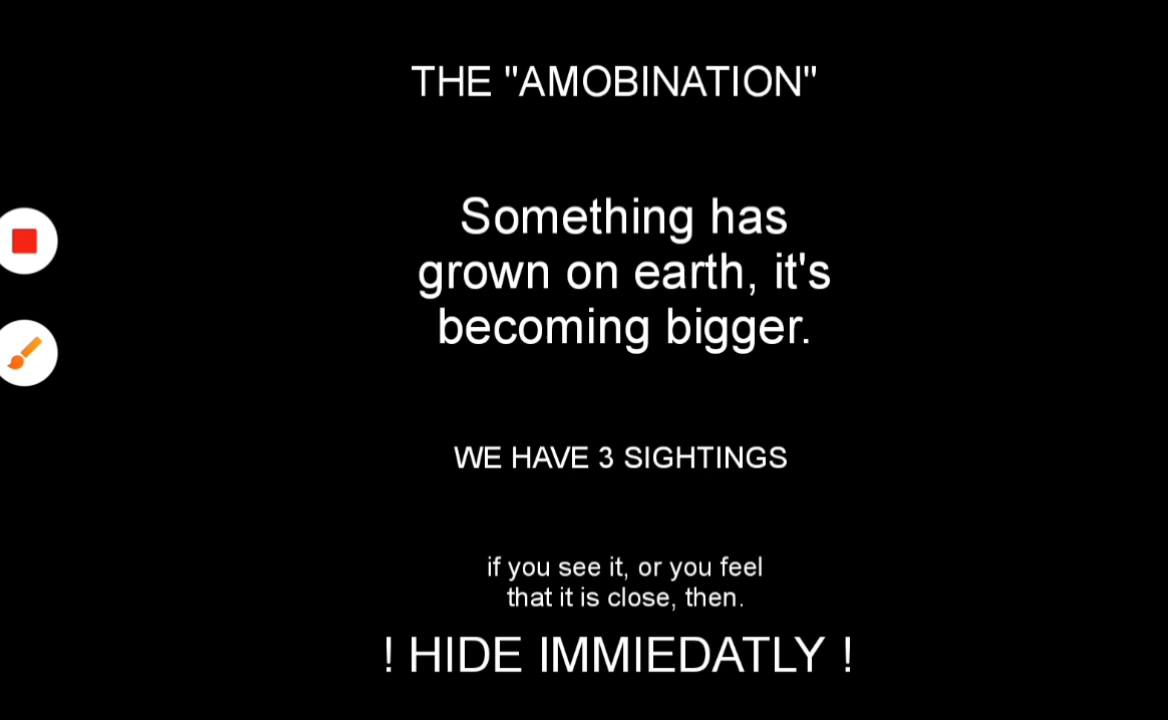 THE "AMOBINATION"
Something has
grown on earth, it's
becoming bigger.
WE HAVE 3 SIGHTINGS
if you see it, or you feel
that it is close, then.
! HIDE IMMIEDATLY !